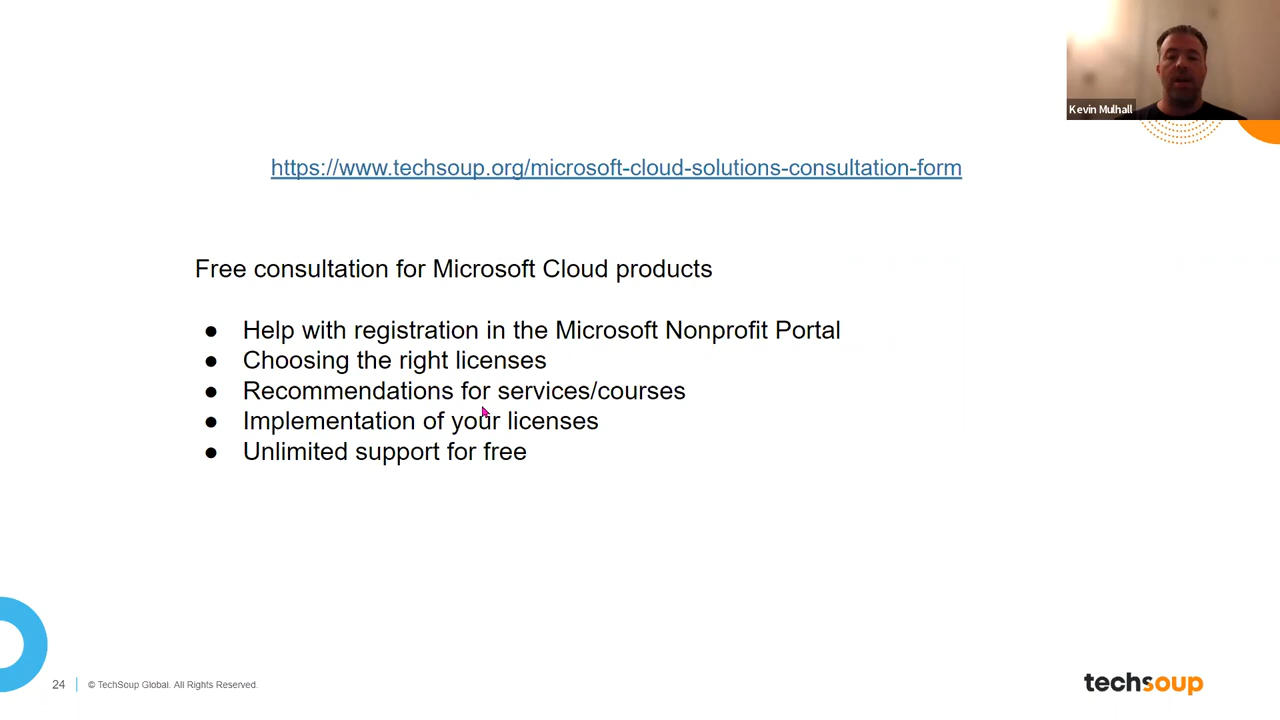 Kevin Mulhall
https://www.techsoup.org/microsoft-cloud-solutions-consultation-form
Free consultation for Microsoft Cloud products
● Help with registration in the Microsoft Nonprofit Portal
● Choosing the right licenses
● Recommendations for services/courses
● Implementation of your licenses
● Unlimited support for free
24 | © TechSoup Global. All Rights Reserved.
techsoup